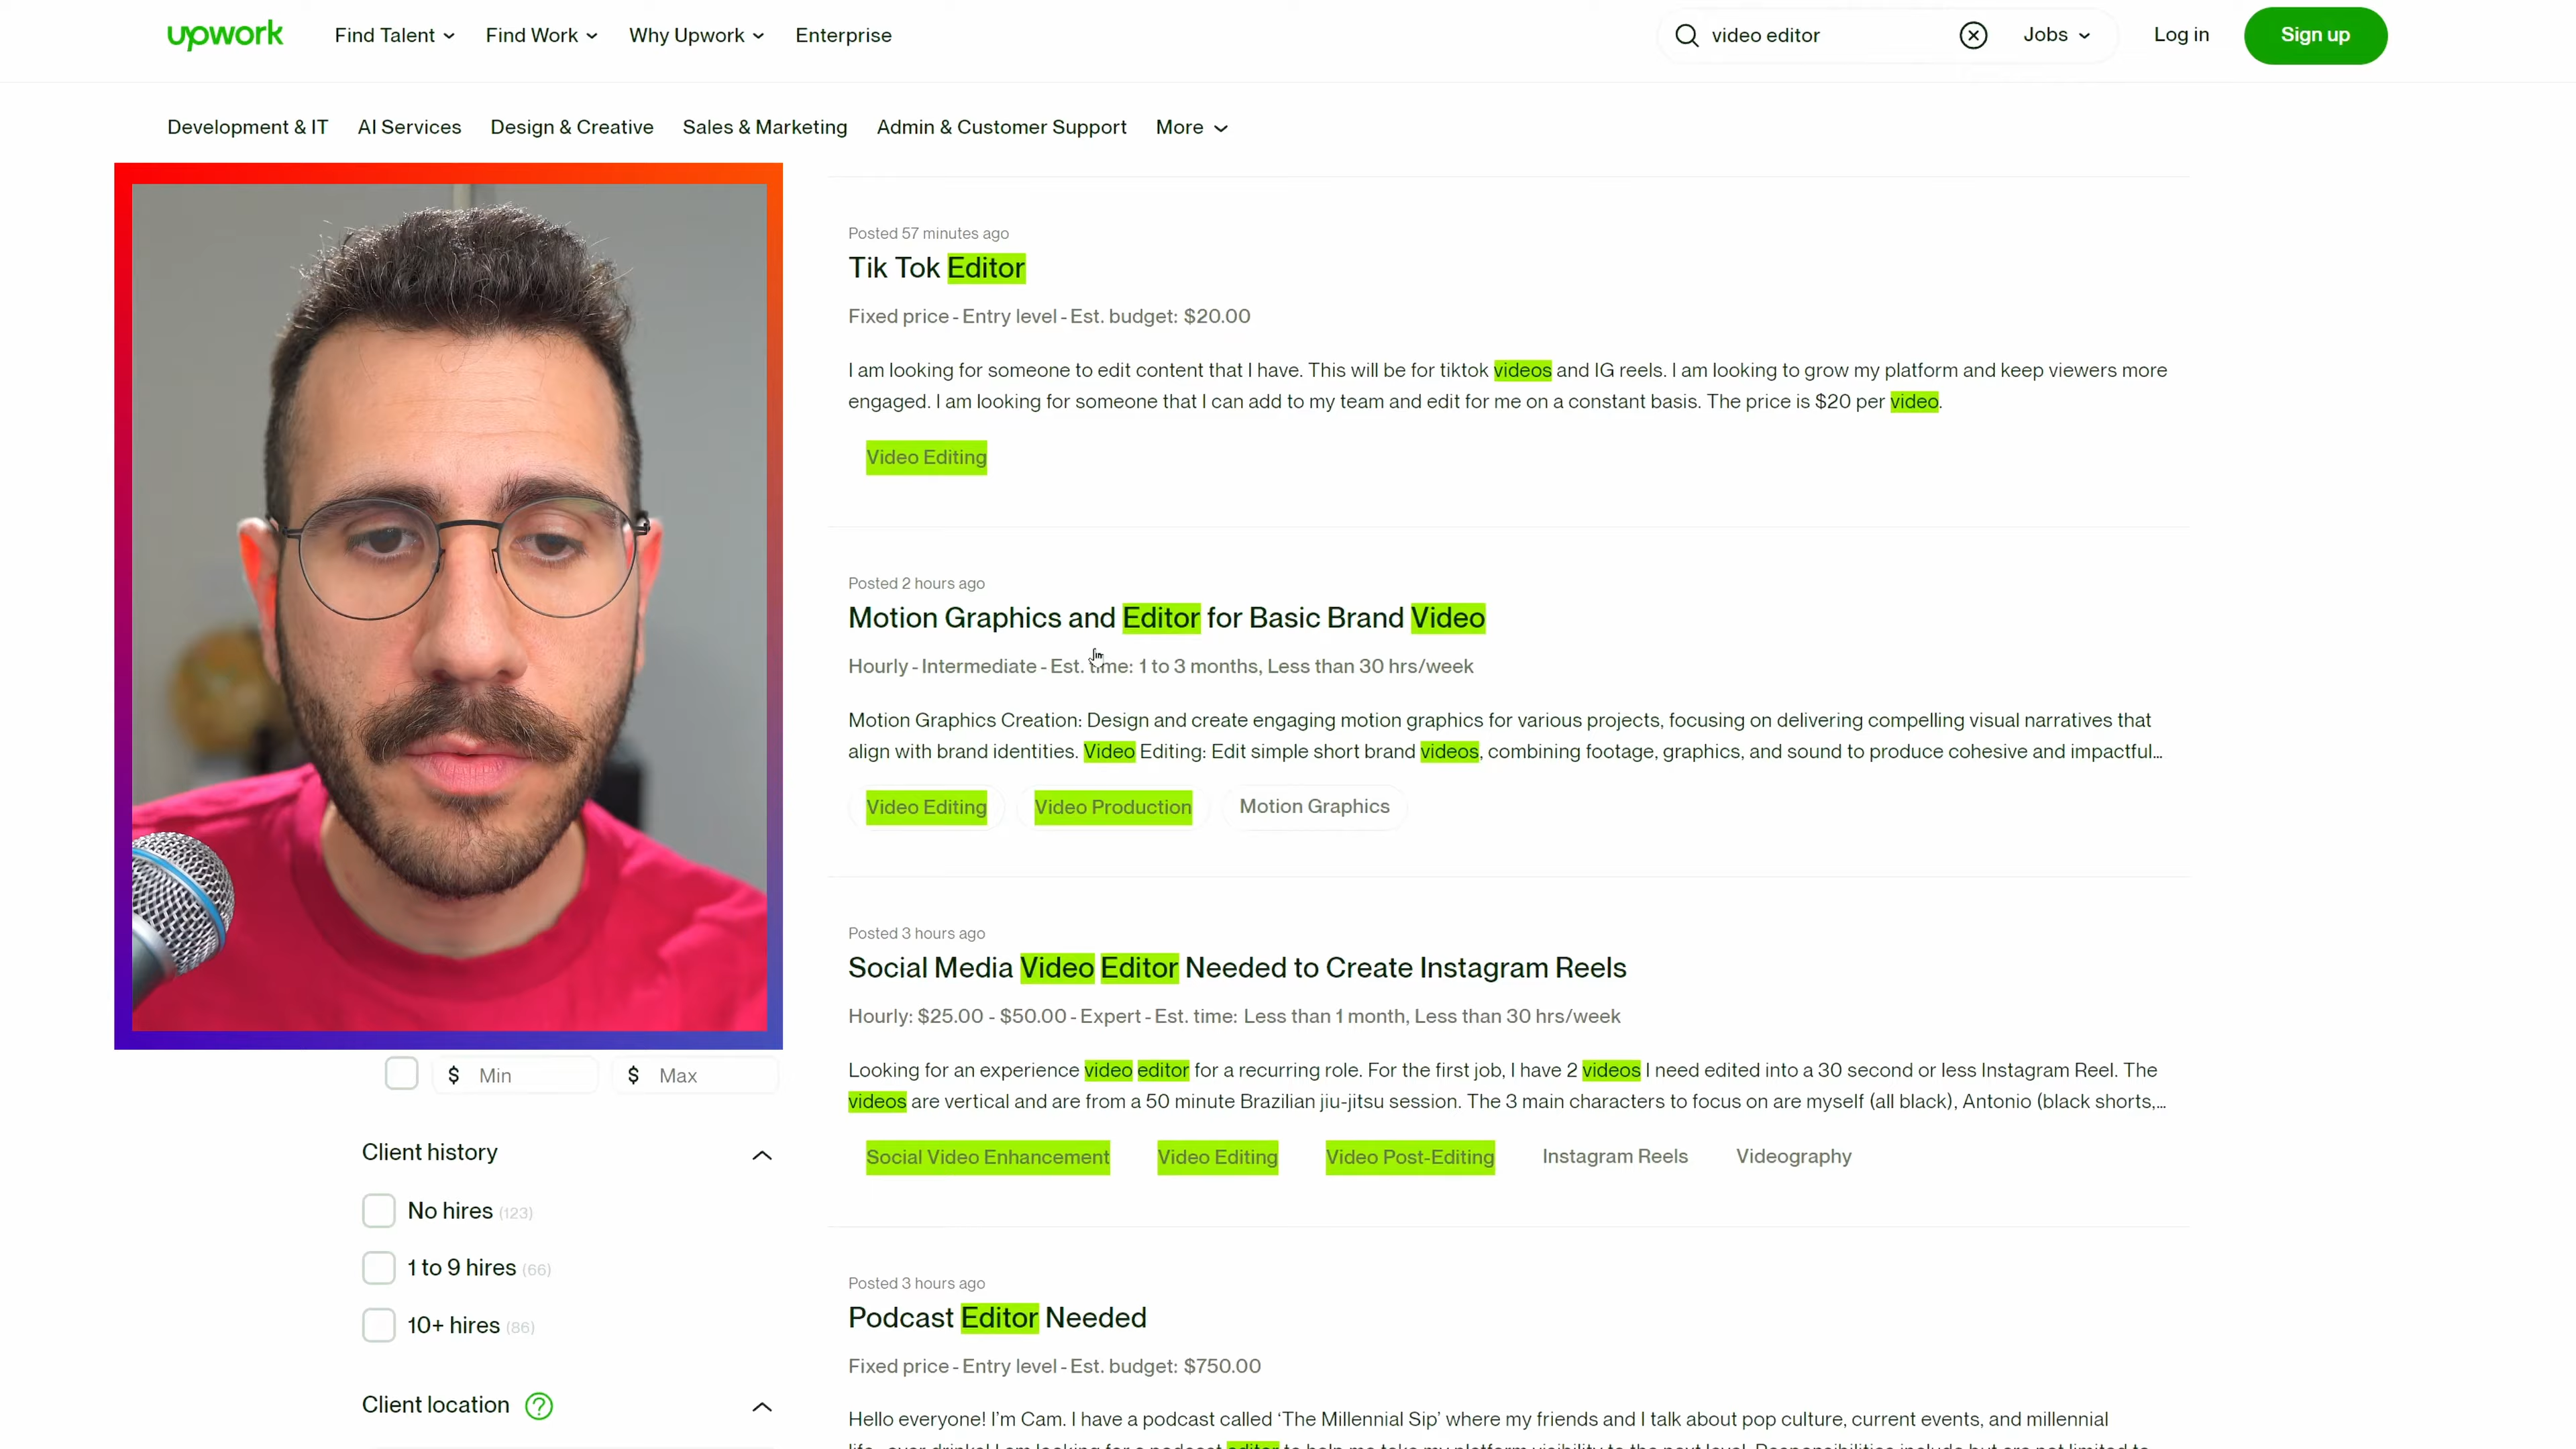 upwork Find Talent Find Work Why Upwork Enterprise video editor Jobs Log in Sign up
Development & IT AI Services Design & Creative Sales & Marketing Admin & Customer Support More
Posted 57 minutes ago
Tik Tok Editor
Fixed price - Entry level - Est. budget: $20.00
I am looking for someone to edit content that I have. This will be for tiktok videos and IG reels. I am looking to grow my platform and keep viewers more
engaged. I am looking for someone that I can add to my team and edit for me on a constant basis. The price is $20 per video.
Video Editing
Posted 2 hours ago
Motion Graphics and Editor for Basic Brand Video
Hourly - Intermediate - Est. time: 1 to 3 months, Less than 30 hrs/week
Motion Graphics Creation: Design and create engaging motion graphics for various projects, focusing on delivering compelling visual narratives that
align with brand identities. Video Editing: Edit simple short brand videos, combining footage, graphics, and sound to produce cohesive and impactful...
Video Editing Video Production Motion Graphics
Posted 3 hours ago
Social Media Video Editor Needed to Create Instagram Reels
Hourly: $25.00 - $50.00 - Expert - Est. time: Less than 1 month, Less than 30 hrs/week
Looking for an experience video editor for a recurring role. For the first job, I have 2 videos I need edited into a 30 second or less Instagram Reel. The
videos are vertical and are from a 50 minute Brazilian jiu-jitsu session. The 3 main characters to focus on are myself (all black), Antonio (black shorts,...
Social Video Enhancement Video Editing Video Post-Editing Instagram Reels Videography
Posted 3 hours ago
Podcast Editor Needed
Fixed price - Entry level - Est. budget: $750.00
Hello everyone! I'm Cam. I have a podcast called 'The Millennial Sip' where my friends and I talk about pop culture, current events, and millennial
$ Min $ Max
Client history
No hires (123)
1 to 9 hires (66)
10+ hires (86)
Client location